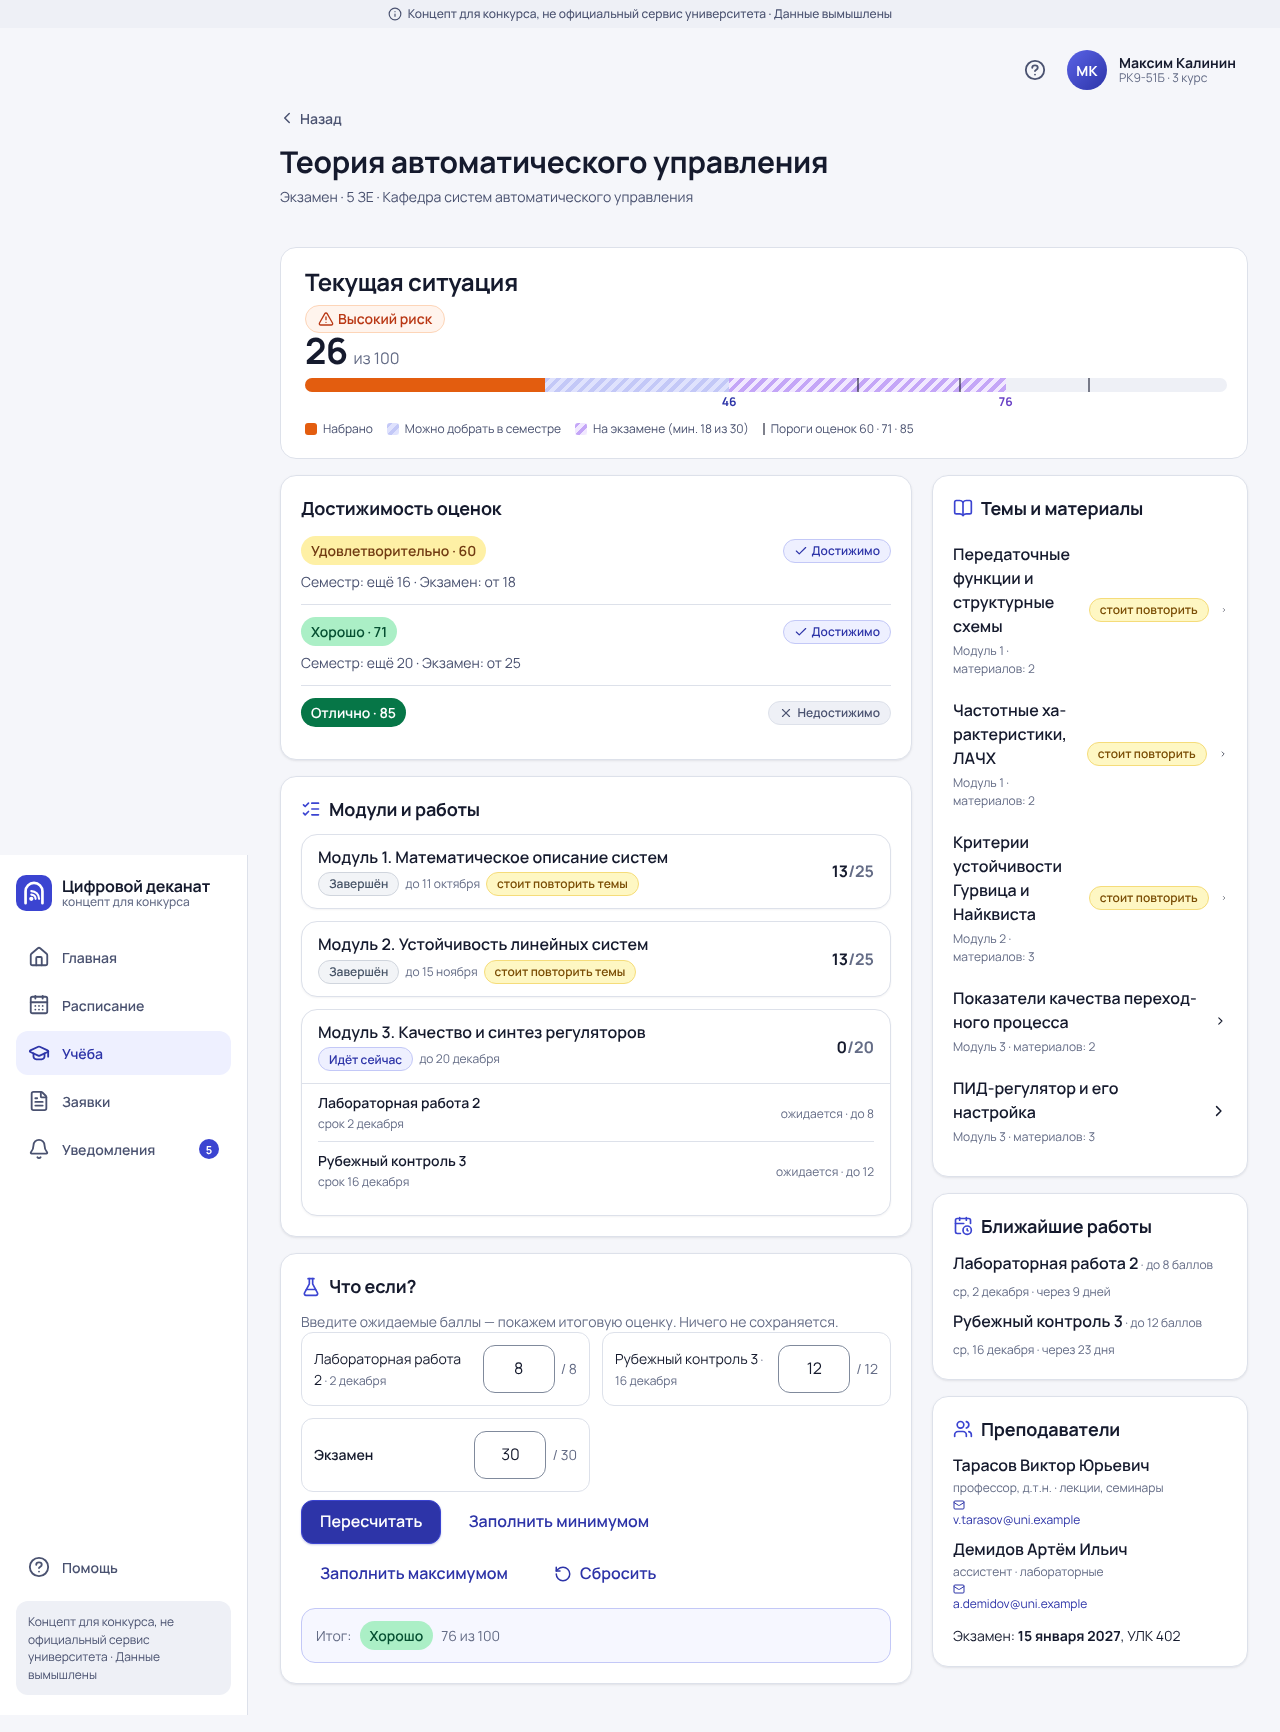 Концепт для конкурса, не официальный сервис университета · Данные вымышлены
МК
Максим Калинин
РК9-51Б · 3 курс
Назад
Теория автоматического управления
Экзамен · 5 ЗЕ · Кафедра систем автоматического управления
Текущая ситуация
Высокий риск
26 из 100
46
76
Набрано
Можно добрать в семестре
На экзамене (мин. 18 из 30)
Пороги оценок 60 · 71 · 85
Достижимость оценок
Удовлетворительно · 60
Достижимо
Семестр: ещё 16 · Экзамен: от 18
Хорошо · 71
Достижимо
Семестр: ещё 20 · Экзамен: от 25
Отлично · 85
Недостижимо
Модули и работы
Модуль 1. Математическое описание систем
Завершён
до 11 октября
стоит повторить темы
13/25
Модуль 2. Устойчивость линейных систем
Завершён
до 15 ноября
стоит повторить темы
13/25
Модуль 3. Качество и синтез регуляторов
Идёт сейчас
до 20 декабря
0/20
Лабораторная работа 2
срок 2 декабря
ожидается · до 8
Рубежный контроль 3
срок 16 декабря
ожидается · до 12
Что если?
Введите ожидаемые баллы — покажем итоговую оценку. Ничего не сохраняется.
Лабораторная работа
2 · 2 декабря
8
/ 8
Рубежный контроль 3 ·
16 декабря
12
/ 12
Экзамен
30
/ 30
Пересчитать
Заполнить минимумом
Заполнить максимумом
Сбросить
Итог:
Хорошо
76 из 100
Темы и материалы
Передаточные
функции и
структурные
схемы
Модуль 1 ·
материалов: 2
стоит повторить
Частотные ха-
рактеристики,
ЛАЧХ
Модуль 1 ·
материалов: 2
стоит повторить
Критерии
устойчивости
Гурвица и
Найквиста
Модуль 2 ·
материалов: 3
стоит повторить
Показатели качества переход-
ного процесса
Модуль 3 · материалов: 2
ПИД-регулятор и его
настройка
Модуль 3 · материалов: 3
Ближайшие работы
Лабораторная работа 2 · до 8 баллов
ср, 2 декабря · через 9 дней
Рубежный контроль 3 · до 12 баллов
ср, 16 декабря · через 23 дня
Преподаватели
Тарасов Виктор Юрьевич
профессор, д.т.н. · лекции, семинары
v.tarasov@uni.example
Демидов Артём Ильич
ассистент · лабораторные
a.demidov@uni.example
Экзамен: 15 января 2027, УЛК 402
Цифровой деканат
концепт для конкурса
Главная
Расписание
Учёба
Заявки
Уведомления
5
Помощь
Концепт для конкурса, не
официальный сервис
университета · Данные
вымышлены